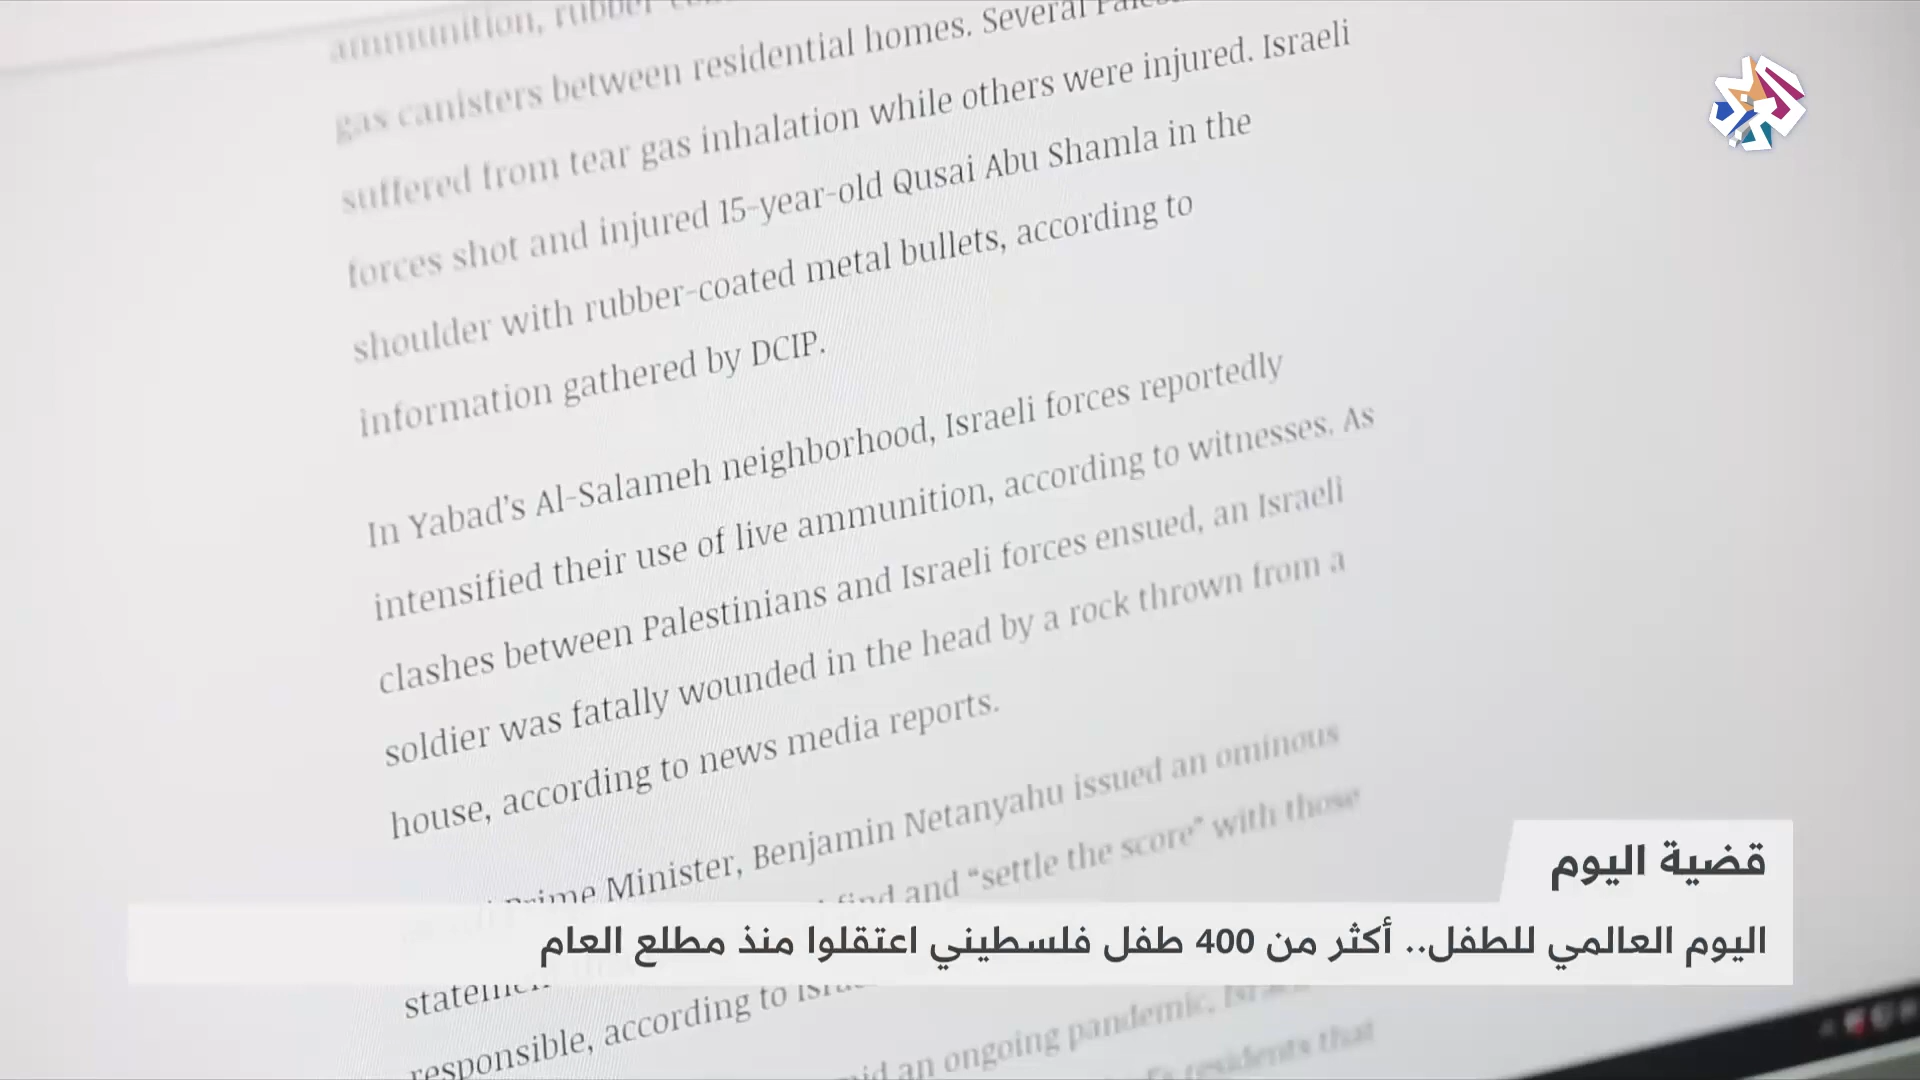 ammunition, rubber
gas canisters between residential homes. Several
suffered from tear gas inhalation while others were injured. Israeli
forces shot and injured 15-year-old Qusai Abu Shamla in the
shoulder with rubber-coated metal bullets, according to
information gathered by DCIP.
In Yabad's Al-Salameh neighborhood, Israeli forces reportedly
intensified their use of live ammunition, according to witnesses. As
clashes between Palestinians and Israeli forces ensued, an Israeli
soldier was fatally wounded in the head by a rock thrown from a
house, according to news media reports.
Prime Minister, Benjamin Netanyahu issued an ominous
find and “settle the score” with those
responsible, according to
an ongoing pandemic,
residents that
قضية اليوم
اليوم العالمي للطفل.. أكثر من 400 طفل فلسطيني اعتقلوا منذ مطلع العام